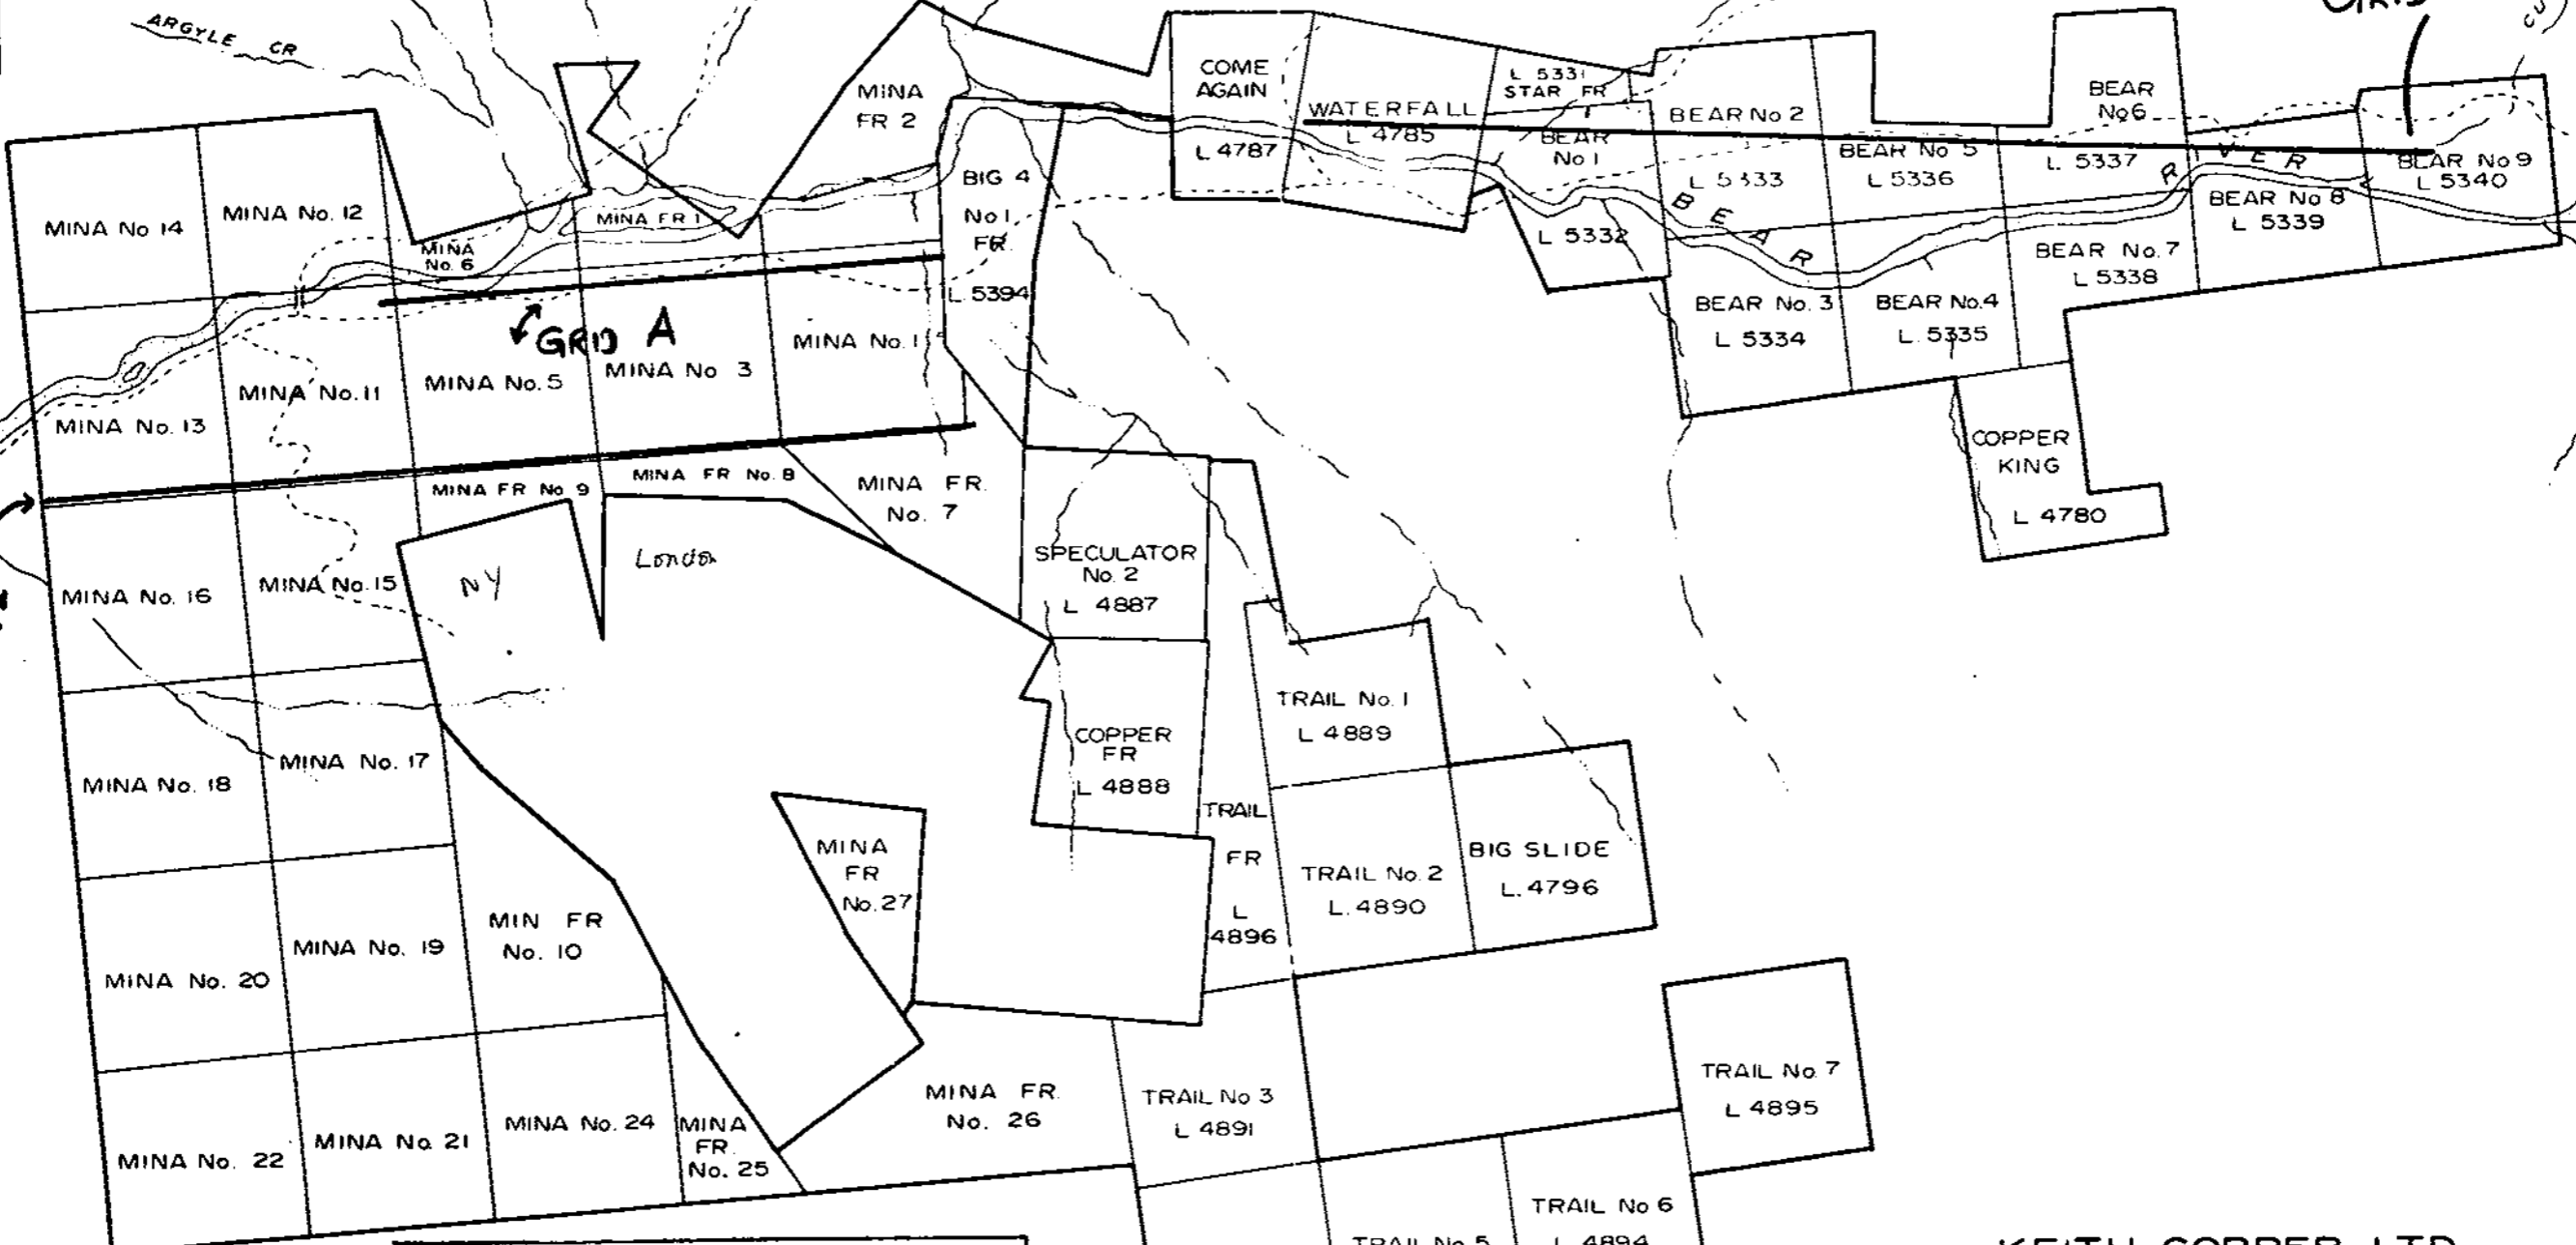 ARGYLE CR
GRID
MINA
FR 2
COME
AGAIN
L 4787
WATERFALL
L 4785
L 5331
STAR FR
BEAR
No 1
L 5332
BEAR No 2
L 5333
BEAR No 5
L 5336
BEAR
No 6
L. 5337
BEAR No 9
L 5340
BEAR No 8
L 5339
BEAR RIVER
BEAR No. 7
L 5338
BEAR No. 3
L 5334
BEAR No.4
L. 5335
COPPER
KING
L 4780
MINA No 14
MINA No. 12
MINA
No. 6
MINA FR 1
BIG 4
No 1
FR.
L. 5394
GRID A
MINA No. 13
MINA No. 11
MINA No. 5
MINA No 3
MINA No. 1
MINA FR No 9
MINA FR No. 8
MINA FR.
No. 7
NY
London
SPECULATOR
No. 2
L 4887
MINA No. 16
MINA No. 15
COPPER
FR
L 4888
TRAIL No. 1
L 4889
MINA No. 18
MINA No. 17
MINA
FR
No. 27
TRAIL
FR
L
4896
TRAIL No. 2
L. 4890
BIG SLIDE
L. 4796
MINA No. 20
MINA No. 19
MIN FR
No. 10
MINA No. 22
MINA No. 21
MINA No. 24
MINA
FR.
No. 25
MINA FR.
No. 26
TRAIL No 3
L 4891
TRAIL No. 7
L 4895
TRAIL No 6
L 4894
TRAIL No 5
KEITH COPPER LTD